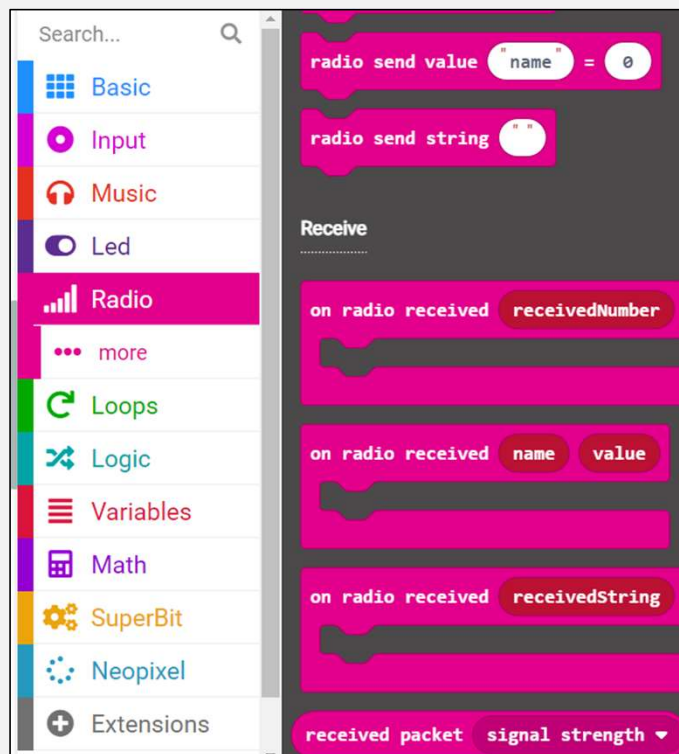 Search...
Basic
Input
Music
Led
Radio
more
Loops
Logic
Variables
Math
SuperBit
Neopixel
Extensions
radio send value "name" = 0
radio send string " "
Receive
on radio received receivedNumber
on radio received name value
on radio received receivedString
received packet signal strength